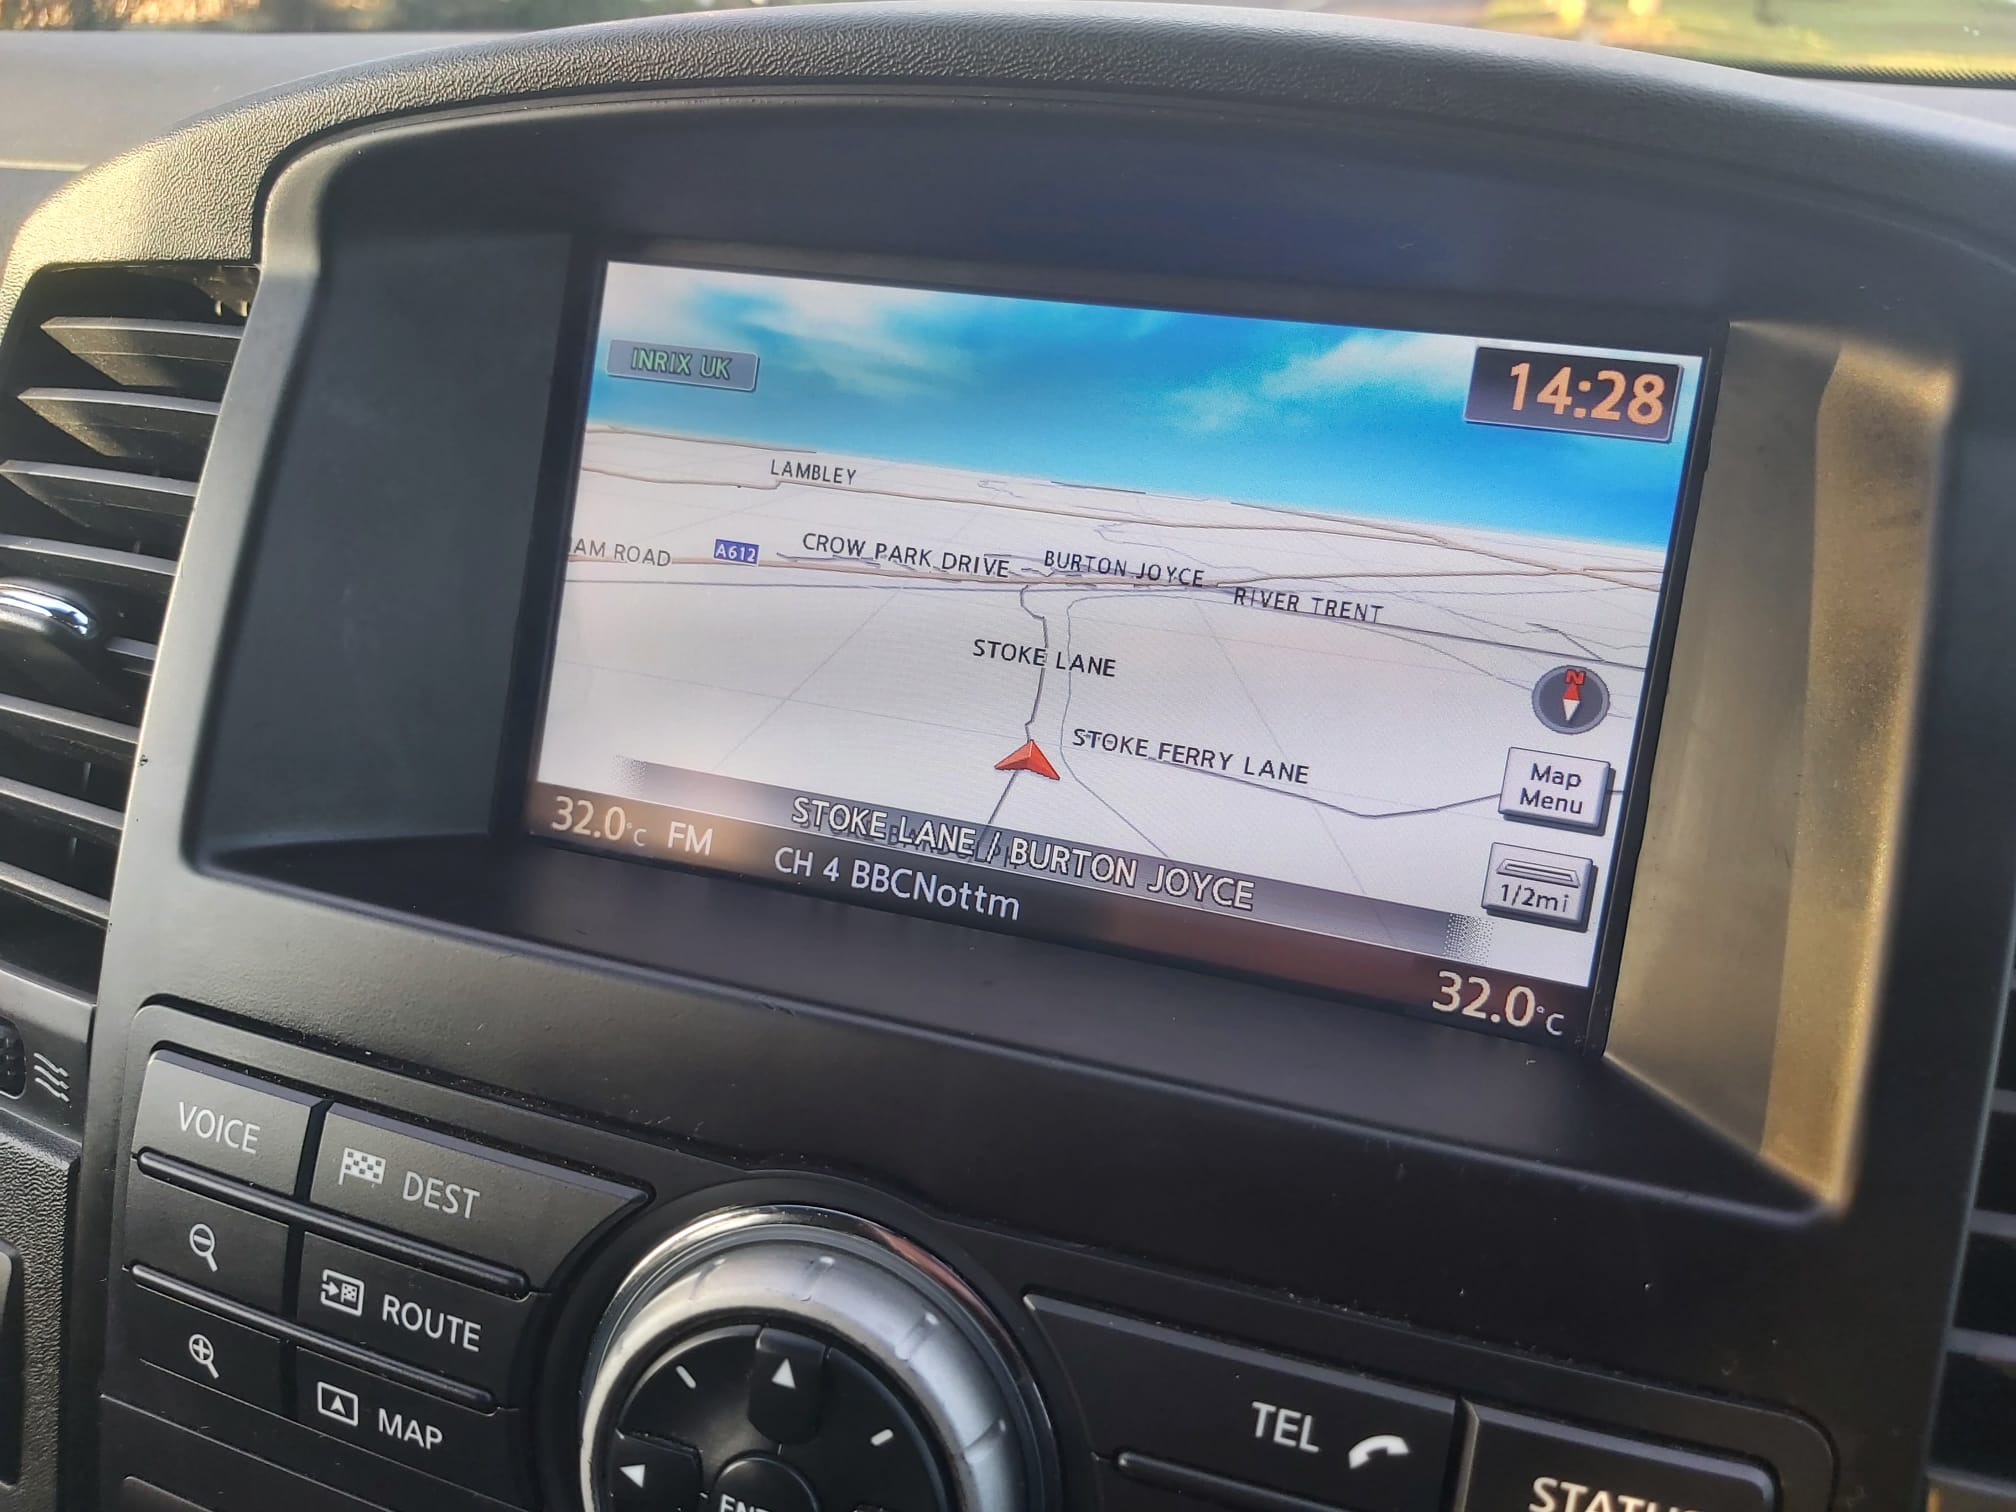 INRIX UK
14:28
LAMBLEY
AM ROAD
A612
CROW PARK DRIVE
BURTON JOYCE
RIVER TRENT
STOKE LANE
N
STOKE FERRY LANE
Map
Menu
STOKE LANE / BURTON JOYCE
1/2mi
32.0°C FM
CH 4 BBCNottm
32.0°C
VOICE
DEST
ROUTE
MAP
TEL